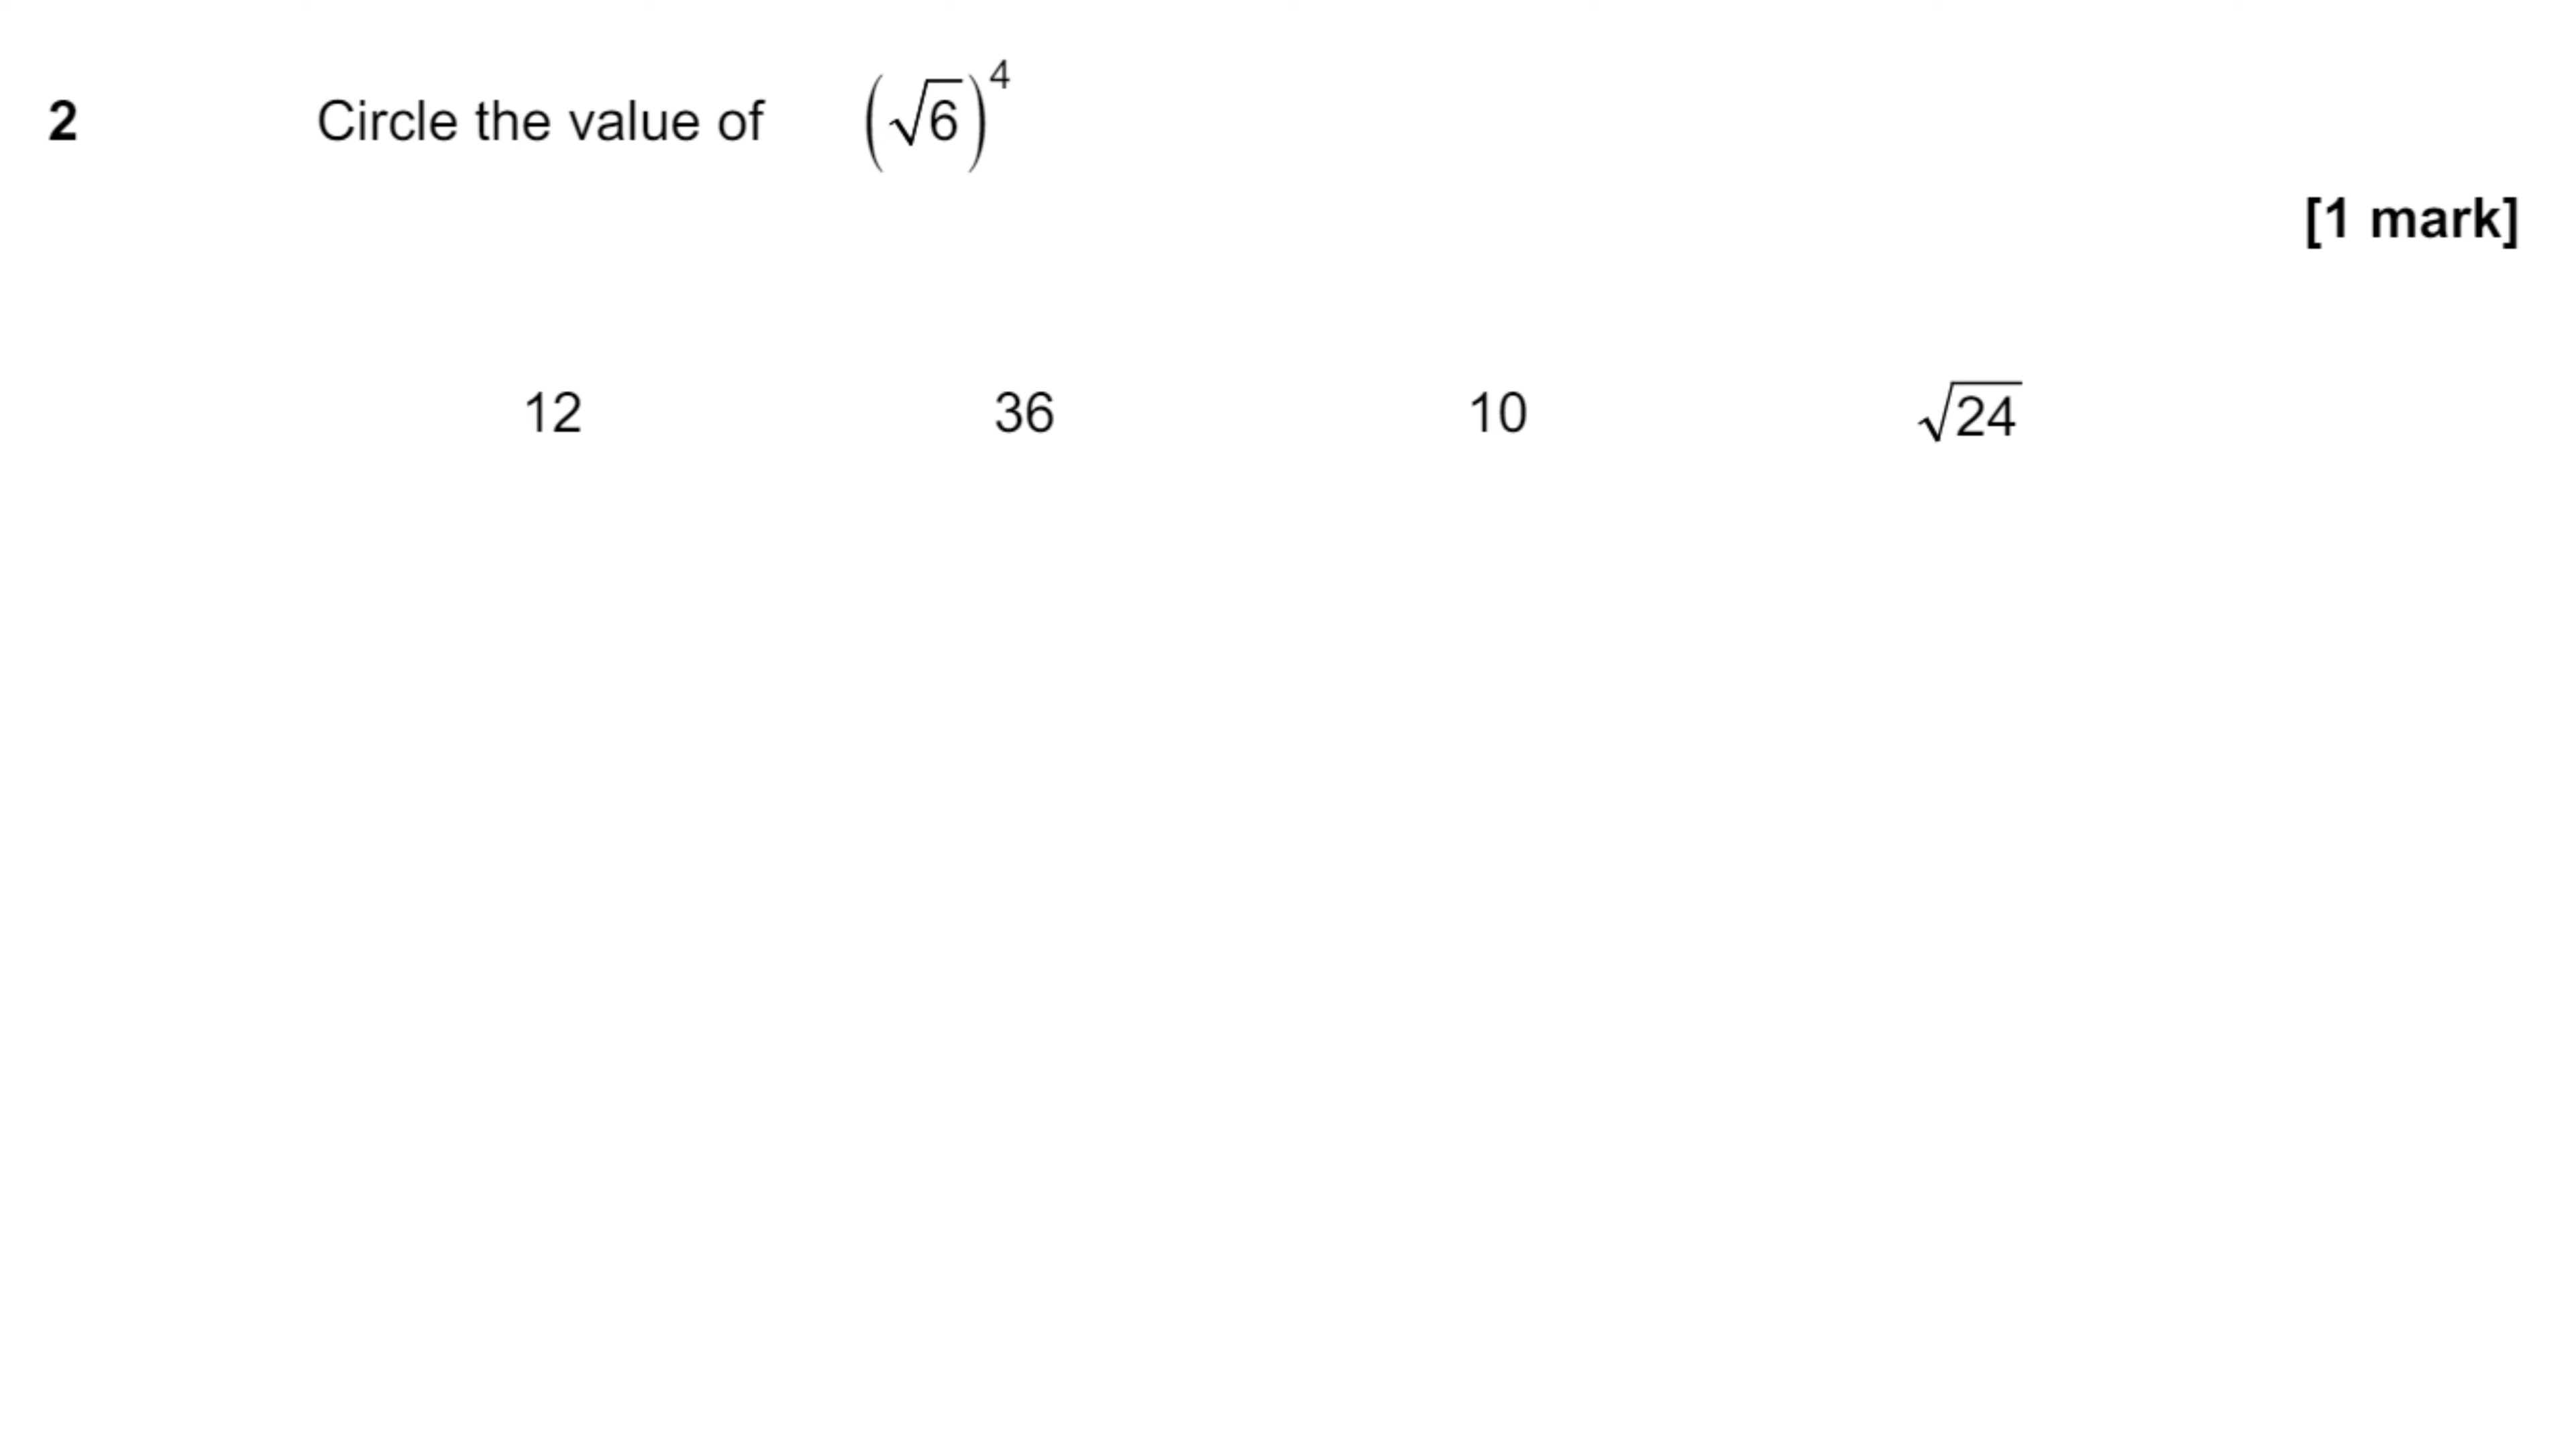 2 Circle the value of (√6)⁴
[1 mark]
12 36 10 √24